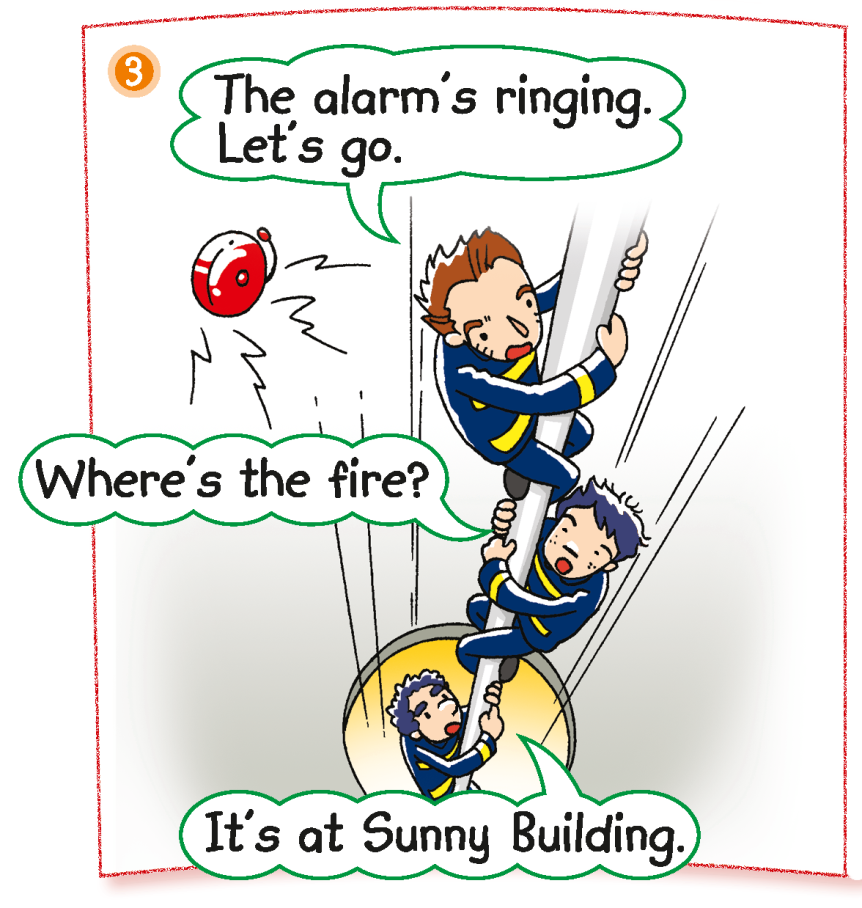 3
The alarm's ringing.
Let's go.
Where's the fire?
It's at Sunny Building.